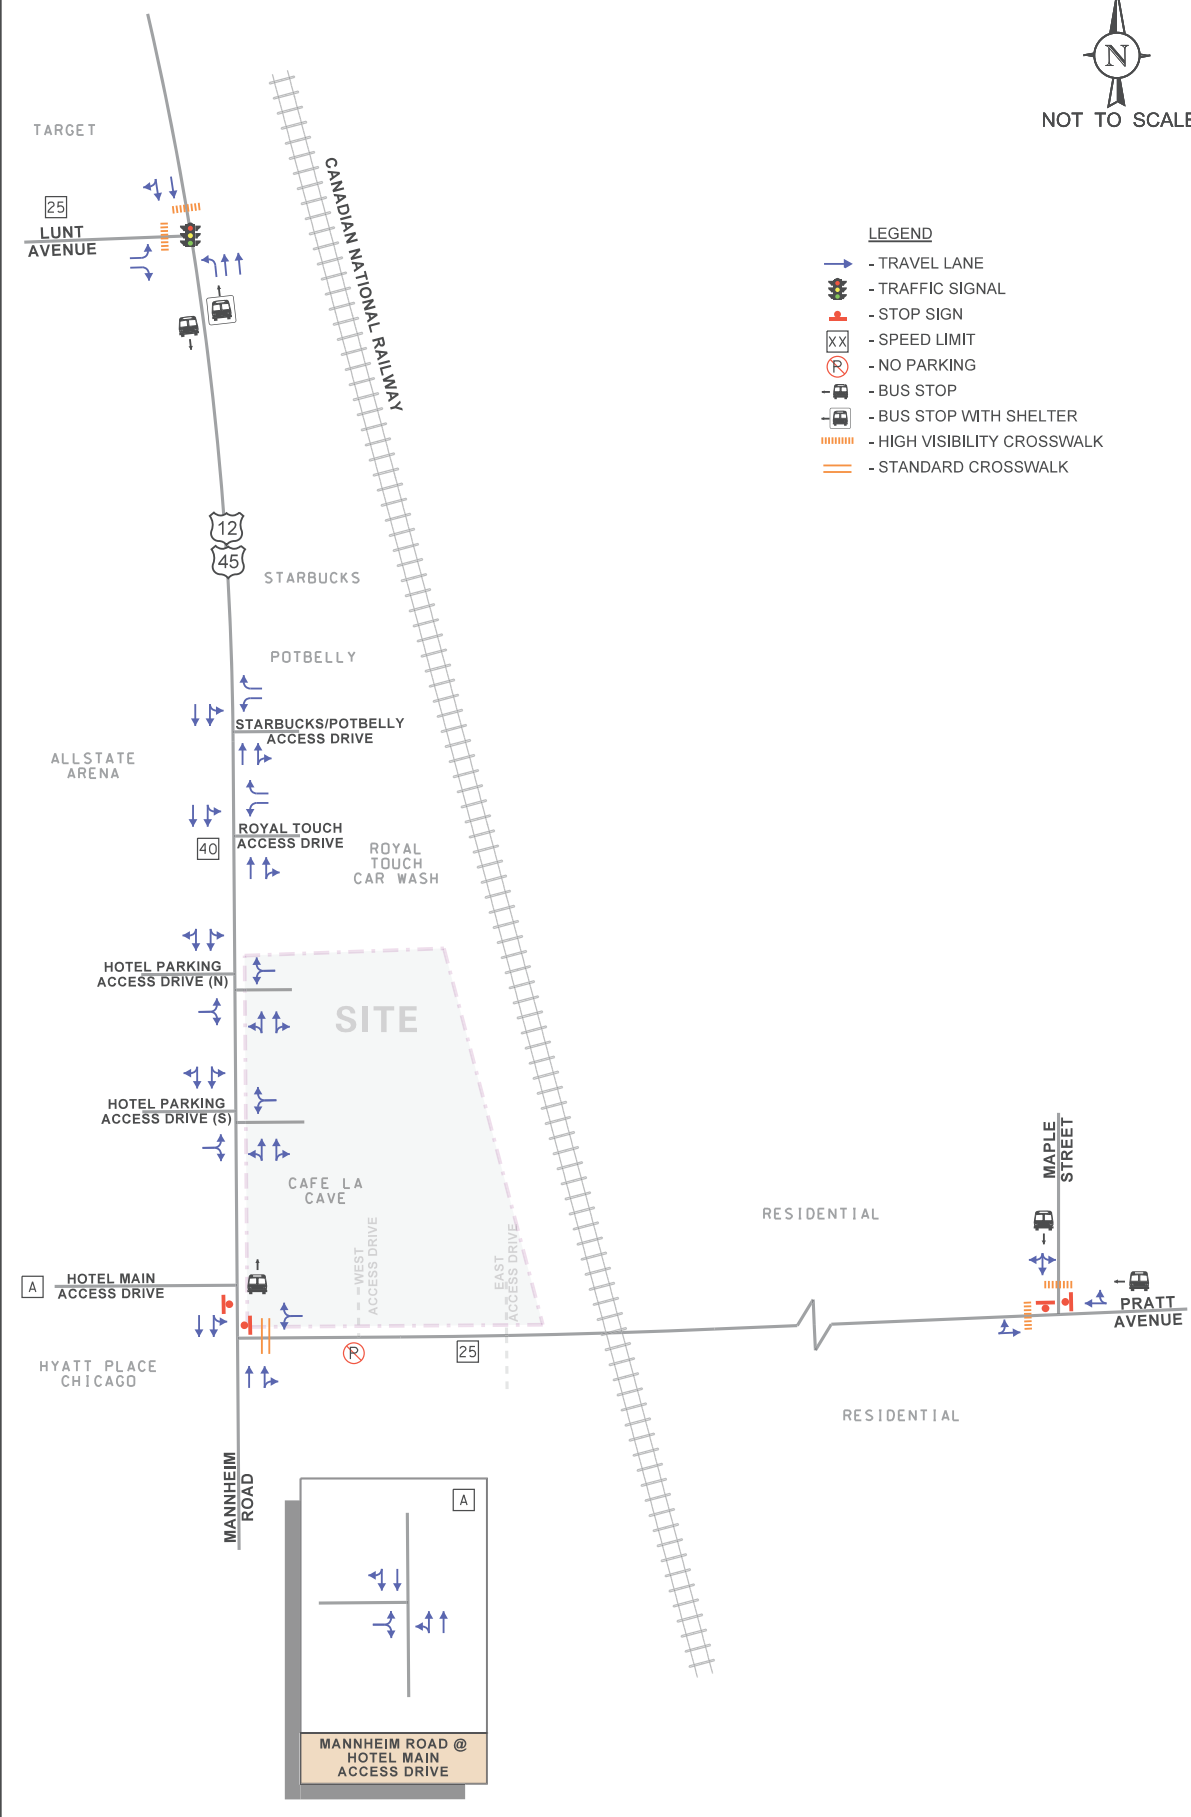 N
NOT TO SCALE
TARGET
25
LUNT
AVENUE
CANADIAN NATIONAL RAILWAY
LEGEND
- TRAVEL LANE
- TRAFFIC SIGNAL
- STOP SIGN
XX - SPEED LIMIT
P - NO PARKING
- BUS STOP
- BUS STOP WITH SHELTER
- HIGH VISIBILITY CROSSWALK
- STANDARD CROSSWALK
12
45
STARBUCKS
POTBELLY
STARBUCKS/POTBELLY
ACCESS DRIVE
ALLSTATE
ARENA
ROYAL TOUCH
ACCESS DRIVE
40
ROYAL
TOUCH
CAR WASH
HOTEL PARKING
ACCESS DRIVE (N)
SITE
HOTEL PARKING
ACCESS DRIVE (S)
CAFE LA
CAVE
WEST
ACCESS DRIVE
EAST
ACCESS DRIVE
RESIDENTIAL
MAPLE
STREET
A
HOTEL MAIN
ACCESS DRIVE
PRATT
AVENUE
P
25
HYATT PLACE
CHICAGO
RESIDENTIAL
MANNHEIM
ROAD
A
MANNHEIM ROAD @
HOTEL MAIN
ACCESS DRIVE